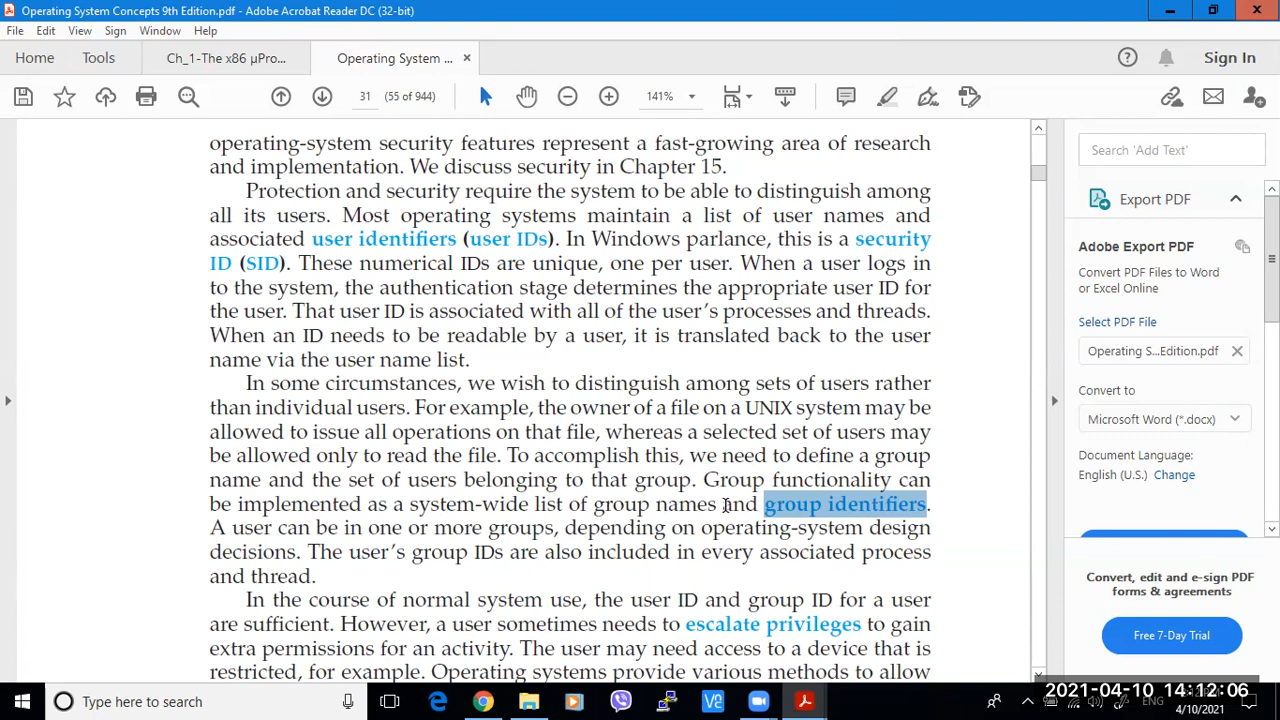 Operating System Concepts 9th Edition.pdf - Adobe Acrobat Reader DC (32-bit)
File Edit View Sign Window Help
Home Tools Ch_1-The x86 µPro... Operating System ... Sign In
31 (55 of 944) 141%
operating-system security features represent a fast-growing area of research
and implementation. We discuss security in Chapter 15.
Protection and security require the system to be able to distinguish among
all its users. Most operating systems maintain a list of user names and
associated user identifiers (user IDs). In Windows parlance, this is a security
ID (SID). These numerical IDs are unique, one per user. When a user logs in
to the system, the authentication stage determines the appropriate user ID for
the user. That user ID is associated with all of the user's processes and threads.
When an ID needs to be readable by a user, it is translated back to the user
name via the user name list.
In some circumstances, we wish to distinguish among sets of users rather
than individual users. For example, the owner of a file on a UNIX system may be
allowed to issue all operations on that file, whereas a selected set of users may
be allowed only to read the file. To accomplish this, we need to define a group
name and the set of users belonging to that group. Group functionality can
be implemented as a system-wide list of group names and group identifiers.
A user can be in one or more groups, depending on operating-system design
decisions. The user's group IDs are also included in every associated process
and thread.
In the course of normal system use, the user ID and group ID for a user
are sufficient. However, a user sometimes needs to escalate privileges to gain
extra permissions for an activity. The user may need access to a device that is
restricted, for example. Operating systems provide various methods to allow
Search 'Add Text'
Export PDF
Adobe Export PDF
Convert PDF Files to Word
or Excel Online
Select PDF File
Operating S...Edition.pdf
Convert to
Microsoft Word (*.docx)
Document Language:
English (U.S.) Change
Convert, edit and e-sign PDF
forms & agreements
Free 7-Day Trial
Type here to search
ENG
2021-04-10 14:12:06
4/10/2021